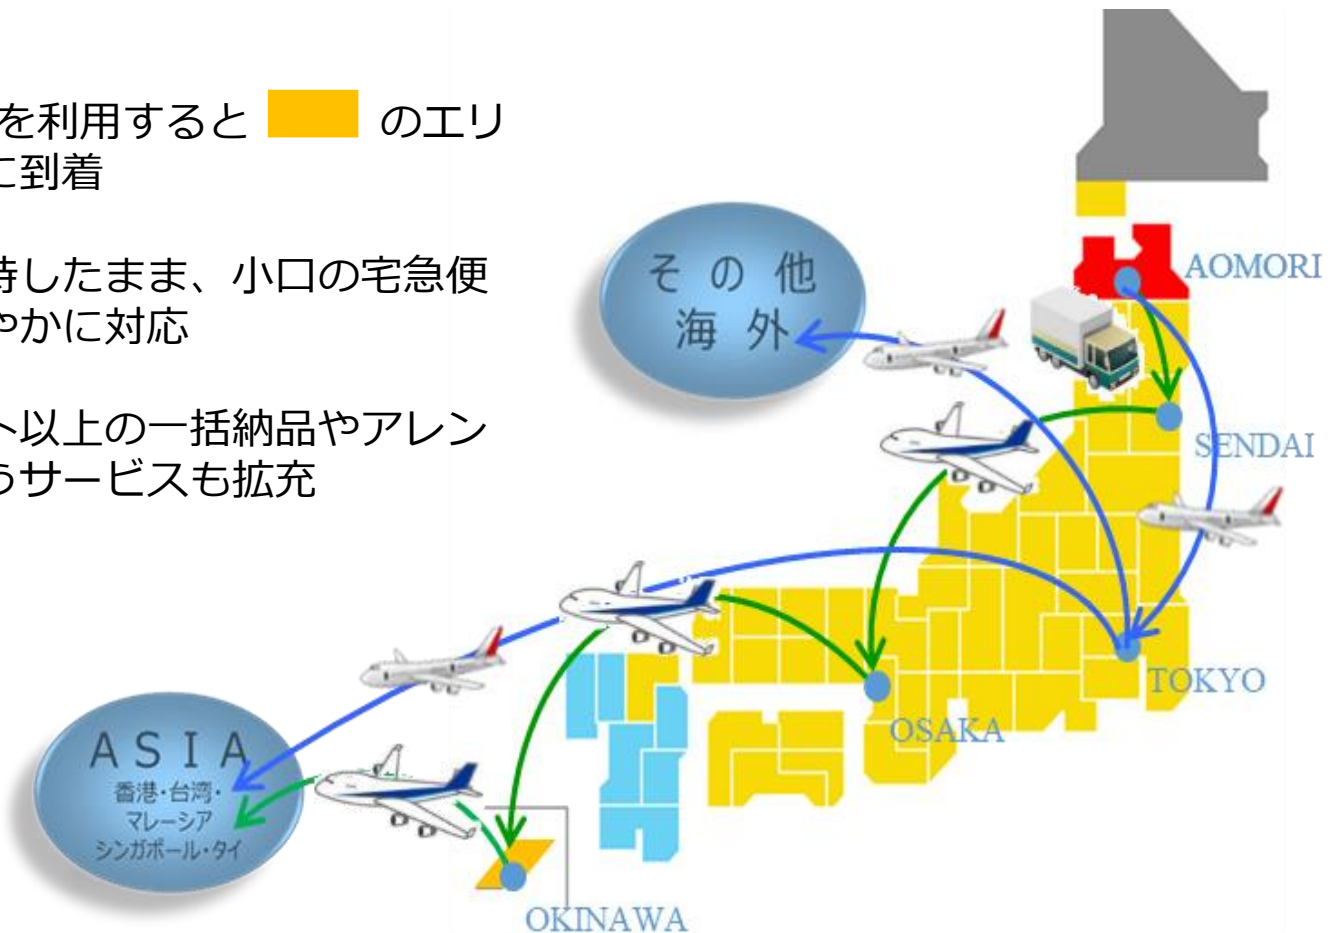 を利用すると のエリ
に到着
持したまま、小口の宅急便
やかに対応
ト以上の一括納品やアレン
うサービスも拡充
その他
海外
AOMORI
SENDAI
TOKYO
OSAKA
ASIA
香港・台湾・
マレーシア
シンガポール・タイ
OKINAWA